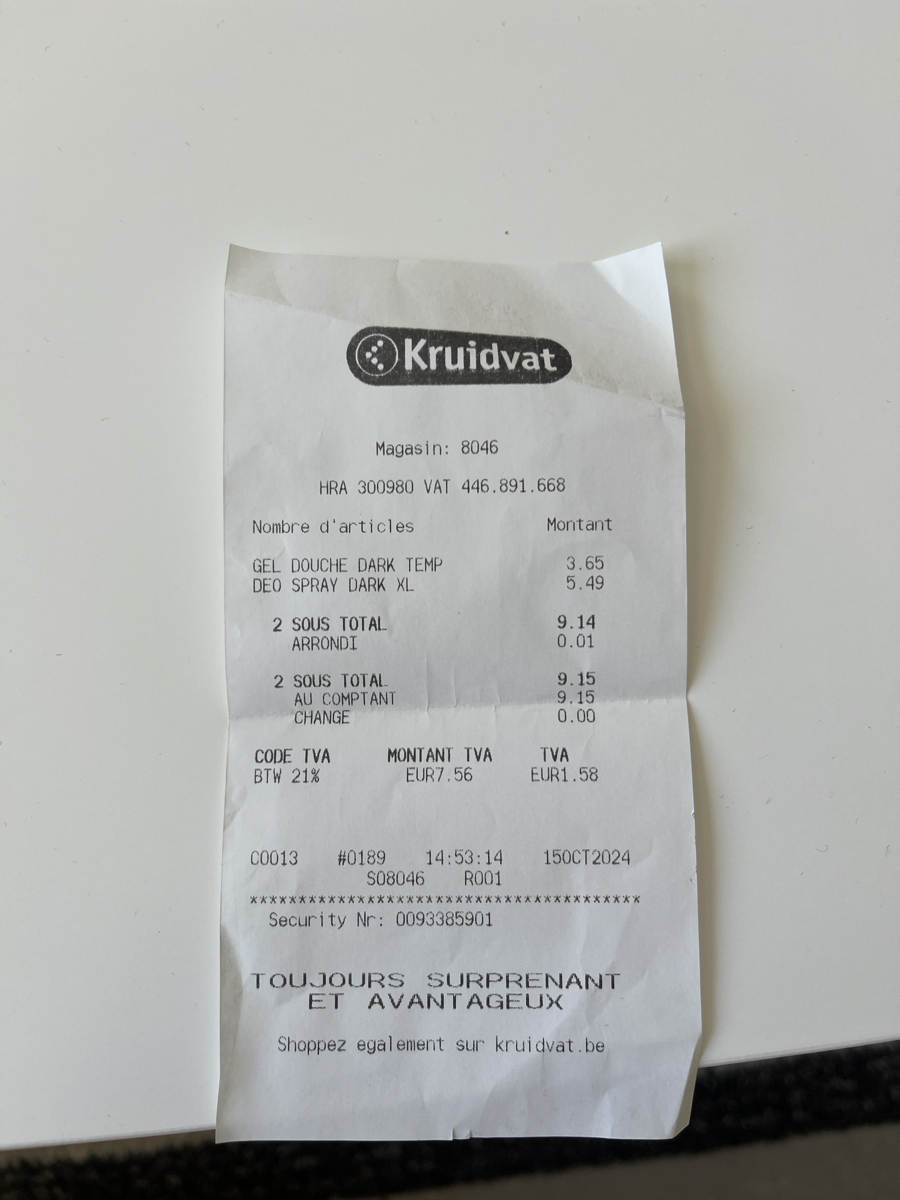 Kruidvat
Magasin: 8046
HRA 300980 VAT 446.891.668
Nombre d'articles Montant
GEL DOUCHE DARK TEMP 3.65
DEO SPRAY DARK XL 5.49
2 SOUS TOTAL 9.14
ARRONDI 0.01
2 SOUS TOTAL 9.15
AU COMPTANT 9.15
CHANGE 0.00
CODE TVA MONTANT TVA TVA
BTW 21% EUR7.56 EUR1.58
C0013 #0189 14:53:14 15OCT2024
S08046 R001
****************************************
Security Nr: 0093385901
TOUJOURS SURPRENANT
ET AVANTAGEUX
Shoppez egalement sur kruidvat.be